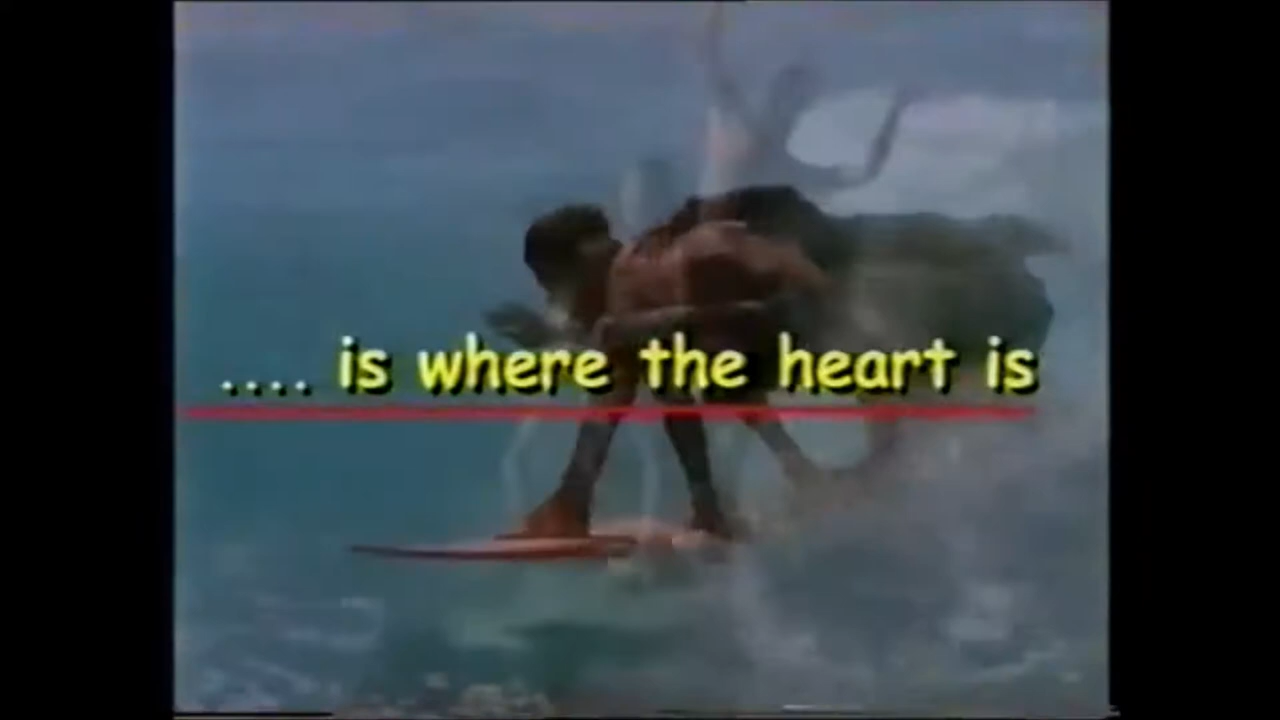 .... is where the heart is